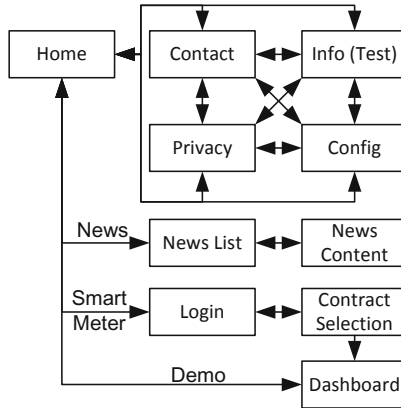 Home
Contact
Info (Test)
Privacy
Config
News
News List
News
Content
Smart
Meter
Login
Contract
Selection
Demo
Dashboard